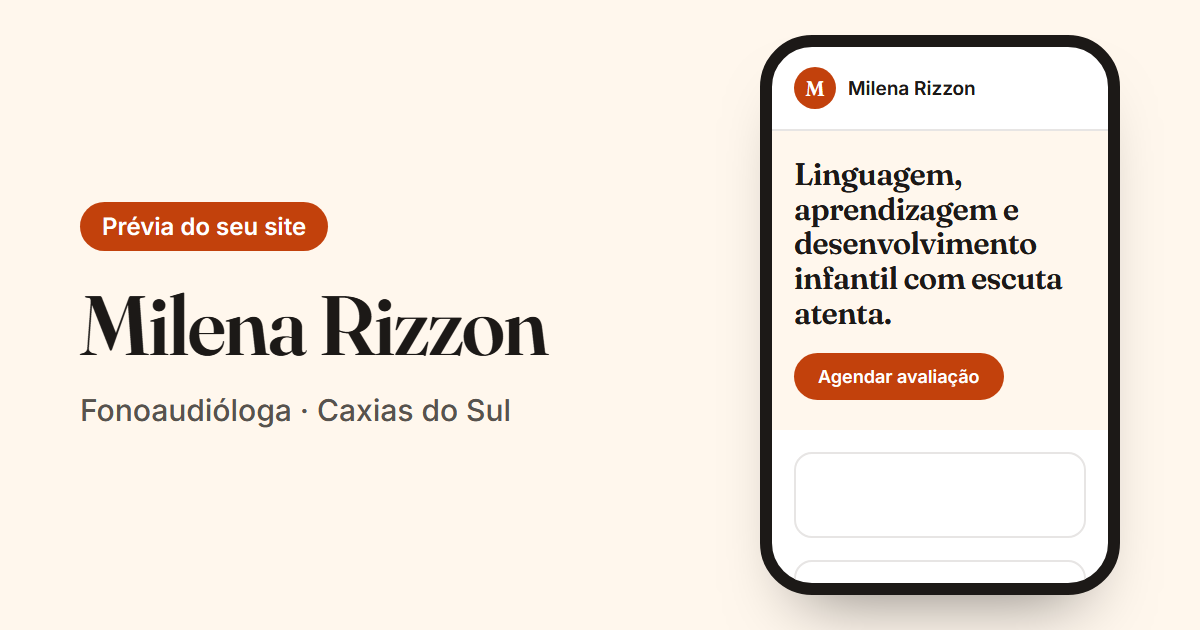 Prévia do seu site
Milena Rizzon
Fonoaudióloga · Caxias do Sul
M
Milena Rizzon
Linguagem,
aprendizagem e
desenvolvimento
infantil com escuta
atenta.
Agendar avaliação